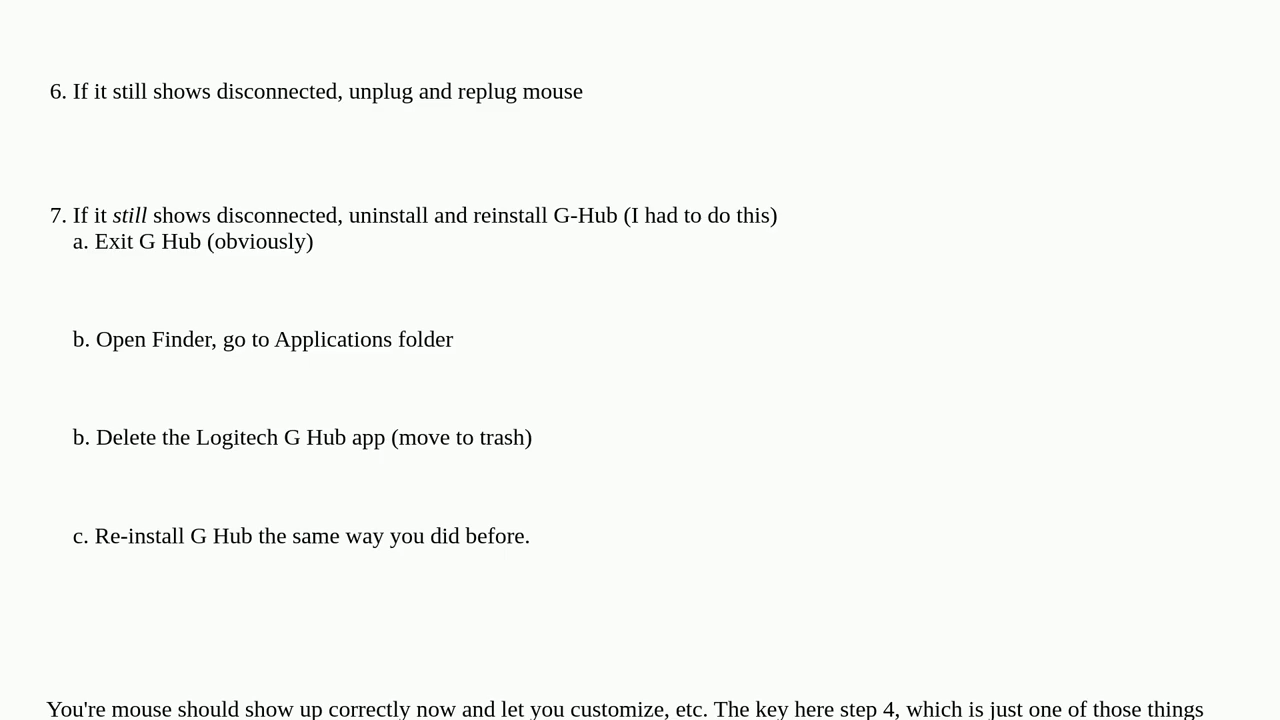 6. If it still shows disconnected, unplug and replug mouse
7. If it still shows disconnected, uninstall and reinstall G-Hub (I had to do this)
a. Exit G Hub (obviously)
b. Open Finder, go to Applications folder
b. Delete the Logitech G Hub app (move to trash)
c. Re-install G Hub the same way you did before.
You're mouse should show up correctly now and let you customize, etc. The key here step 4, which is just one of those things